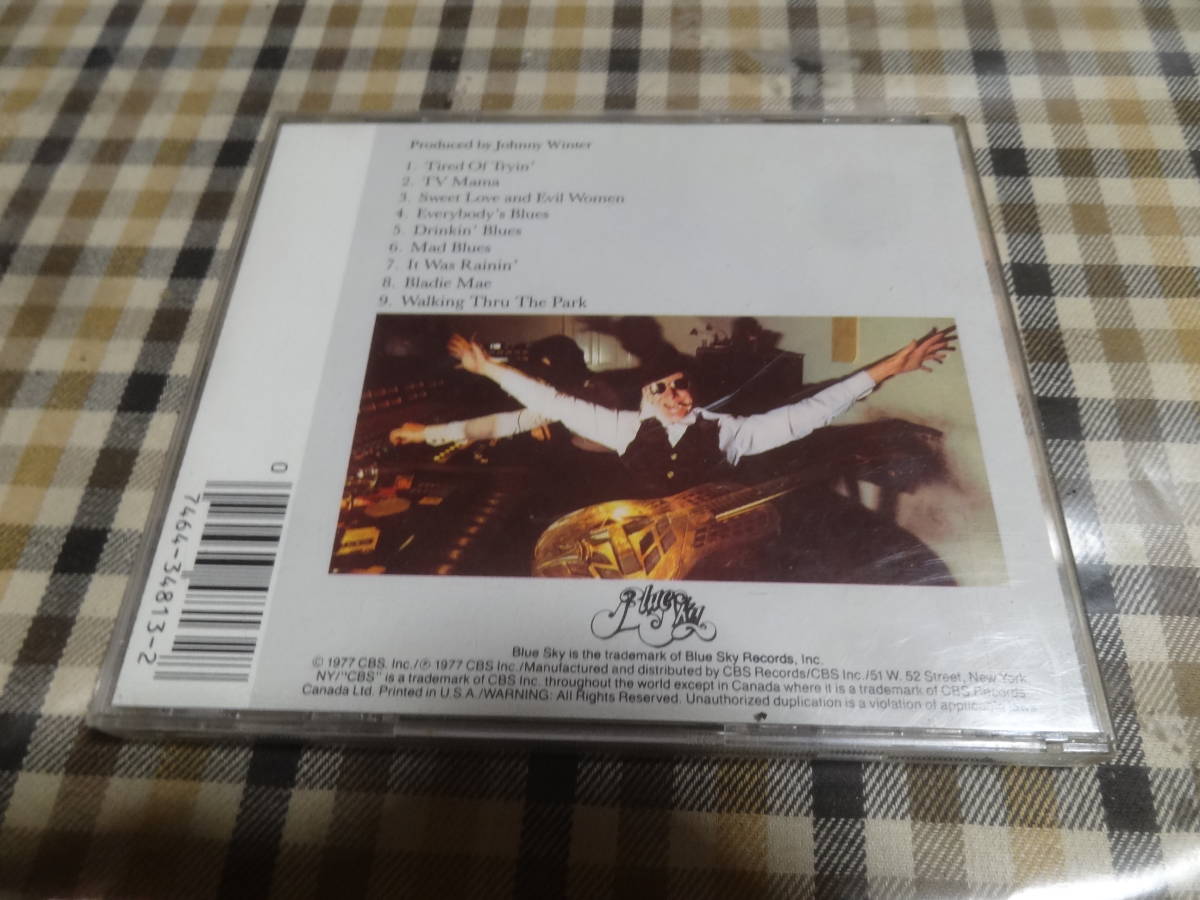 Produced by Johnny Winter
1. Tired Of Tryin'
2. TV Mama
3. Sweet Love and Evil Women
4. Everybody's Blues
5. Drinkin' Blues
6. Mad Blues
7. It Was Rainin'
8. Bladie Mae
9. Walking Thru The Park
0 7464-34813-2
Blue Sky
Blue Sky is the trademark of Blue Sky Records, Inc.
© 1977 CBS. Inc./℗ 1977 CBS Inc./Manufactured and distributed by CBS Records/CBS Inc./51 W. 52 Street, New York
NY/"CBS" is a trademark of CBS Inc. throughout the world except in Canada where it is a trademark of CBS Records
Canada Ltd. Printed in U.S.A./WARNING: All Rights Reserved. Unauthorized duplication is a violation of applicable laws